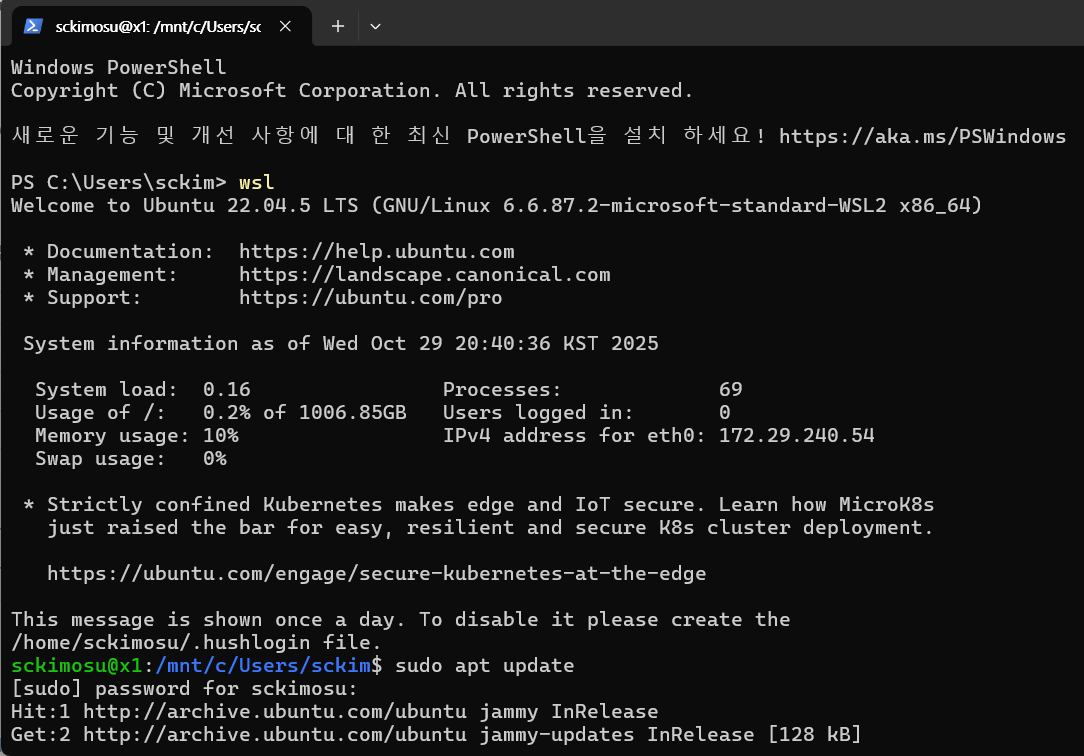 sckimosu@x1: /mnt/c/Users/sc
Windows PowerShell
Copyright (C) Microsoft Corporation. All rights reserved.
새로운 기능 및 개선 사항에 대 한 최신 PowerShell을 설치 하세요! https://aka.ms/PSWindows
PS C:\Users\sckim> wsl
Welcome to Ubuntu 22.04.5 LTS (GNU/Linux 6.6.87.2-microsoft-standard-WSL2 x86_64)
* Documentation:  https://help.ubuntu.com
* Management:     https://landscape.canonical.com
* Support:        https://ubuntu.com/pro
System information as of Wed Oct 29 20:40:36 KST 2025
System load:  0.16                Processes:             69
Usage of /:   0.2% of 1006.85GB   Users logged in:       0
Memory usage: 10%                 IPv4 address for eth0: 172.29.240.54
Swap usage:   0%
* Strictly confined Kubernetes makes edge and IoT secure. Learn how MicroK8s
just raised the bar for easy, resilient and secure K8s cluster deployment.
https://ubuntu.com/engage/secure-kubernetes-at-the-edge
This message is shown once a day. To disable it please create the
/home/sckimosu/.hushlogin file.
sckimosu@x1:/mnt/c/Users/sckim$ sudo apt update
[sudo] password for sckimosu:
Hit:1 http://archive.ubuntu.com/ubuntu jammy InRelease
Get:2 http://archive.ubuntu.com/ubuntu jammy-updates InRelease [128 kB]